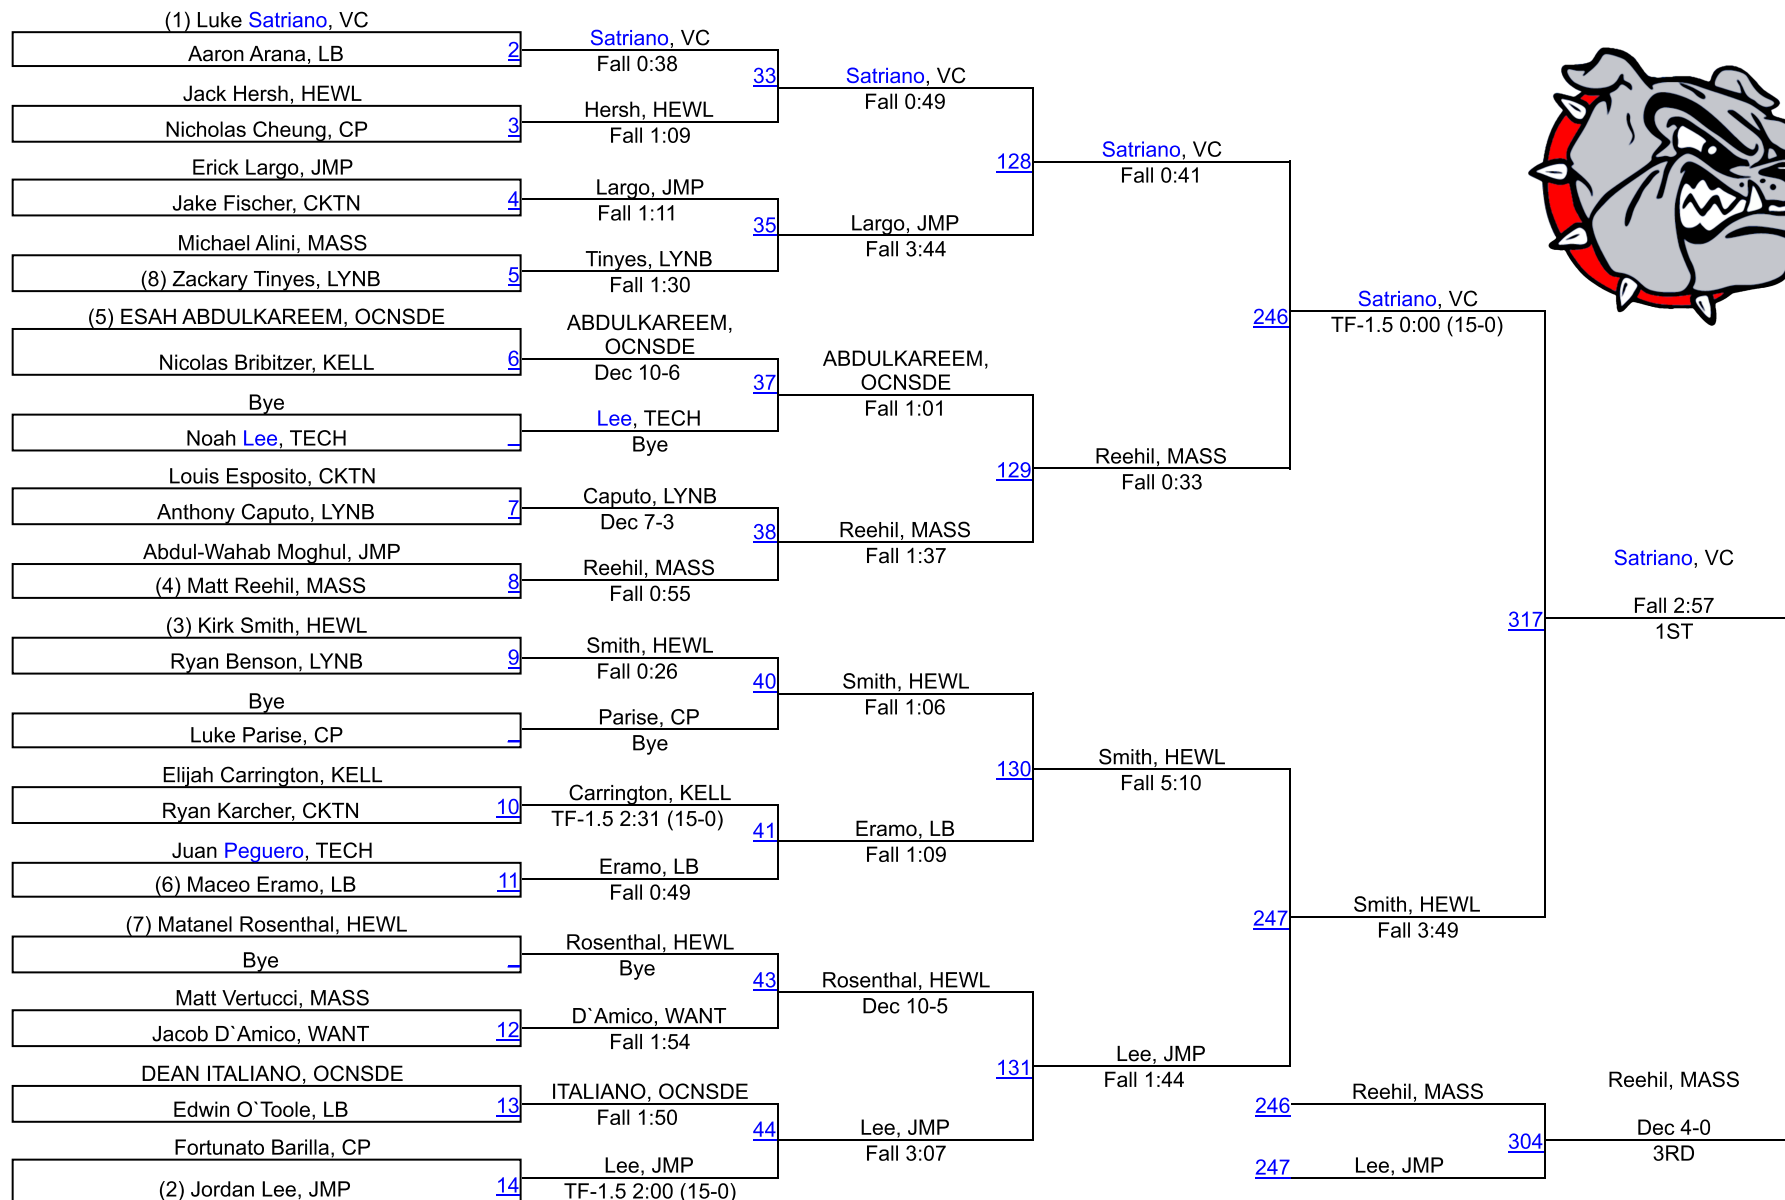 (1) Luke Satriano, VC
Aaron Arana, LB
2
Jack Hersh, HEWL
Nicholas Cheung, CP
3
Erick Largo, JMP
Jake Fischer, CKTN
4
Michael Alini, MASS
(8) Zackary Tinyes, LYNB
5
(5) ESAH ABDULKAREEM, OCNSDE
Nicolas Bribitzer, KELL
6
Bye
Noah Lee, TECH
Louis Esposito, CKTN
Anthony Caputo, LYNB
7
Abdul-Wahab Moghul, JMP
(4) Matt Reehil, MASS
8
(3) Kirk Smith, HEWL
Ryan Benson, LYNB
9
Bye
Luke Parise, CP
Elijah Carrington, KELL
Ryan Karcher, CKTN
10
Juan Peguero, TECH
(6) Maceo Eramo, LB
11
(7) Matanel Rosenthal, HEWL
Bye
Matt Vertucci, MASS
Jacob D`Amico, WANT
12
DEAN ITALIANO, OCNSDE
Edwin O`Toole, LB
13
Fortunato Barilla, CP
(2) Jordan Lee, JMP
14
Satriano, VC
Fall 0:38
33
Hersh, HEWL
Fall 1:09
Largo, JMP
Fall 1:11
35
Tinyes, LYNB
Fall 1:30
ABDULKAREEM,
OCNSDE
Dec 10-6
37
Lee, TECH
Bye
Caputo, LYNB
Dec 7-3
38
Reehil, MASS
Fall 0:55
Smith, HEWL
Fall 0:26
40
Parise, CP
Bye
Carrington, KELL
TF-1.5 2:31 (15-0)
41
Eramo, LB
Fall 0:49
Rosenthal, HEWL
Bye
43
D`Amico, WANT
Fall 1:54
ITALIANO, OCNSDE
Fall 1:50
44
Lee, JMP
TF-1.5 2:00 (15-0)
Satriano, VC
Fall 0:49
128
Largo, JMP
Fall 3:44
ABDULKAREEM,
OCNSDE
Fall 1:01
129
Reehil, MASS
Fall 1:37
Smith, HEWL
Fall 1:06
130
Eramo, LB
Fall 1:09
Rosenthal, HEWL
Dec 10-5
131
Lee, JMP
Fall 3:07
Satriano, VC
Fall 0:41
246
Reehil, MASS
Fall 0:33
Smith, HEWL
Fall 5:10
247
Lee, JMP
Fall 1:44
Satriano, VC
TF-1.5 0:00 (15-0)
317
Smith, HEWL
Fall 3:49
Satriano, VC
Fall 2:57
1ST
246
Reehil, MASS
304
247
Lee, JMP
Reehil, MASS
Dec 4-0
3RD